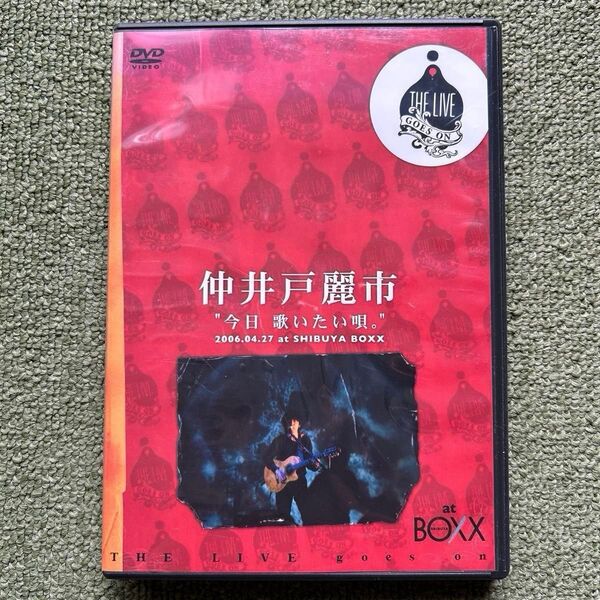 DVD
VIDEO
THE LIVE
GOES ON
仲井戸麗市
"今日 歌いたい唄。"
2006.04.27 at SHIBUYA BOXX
at
SHIBUYA
BOXX
THE LIVE goes on